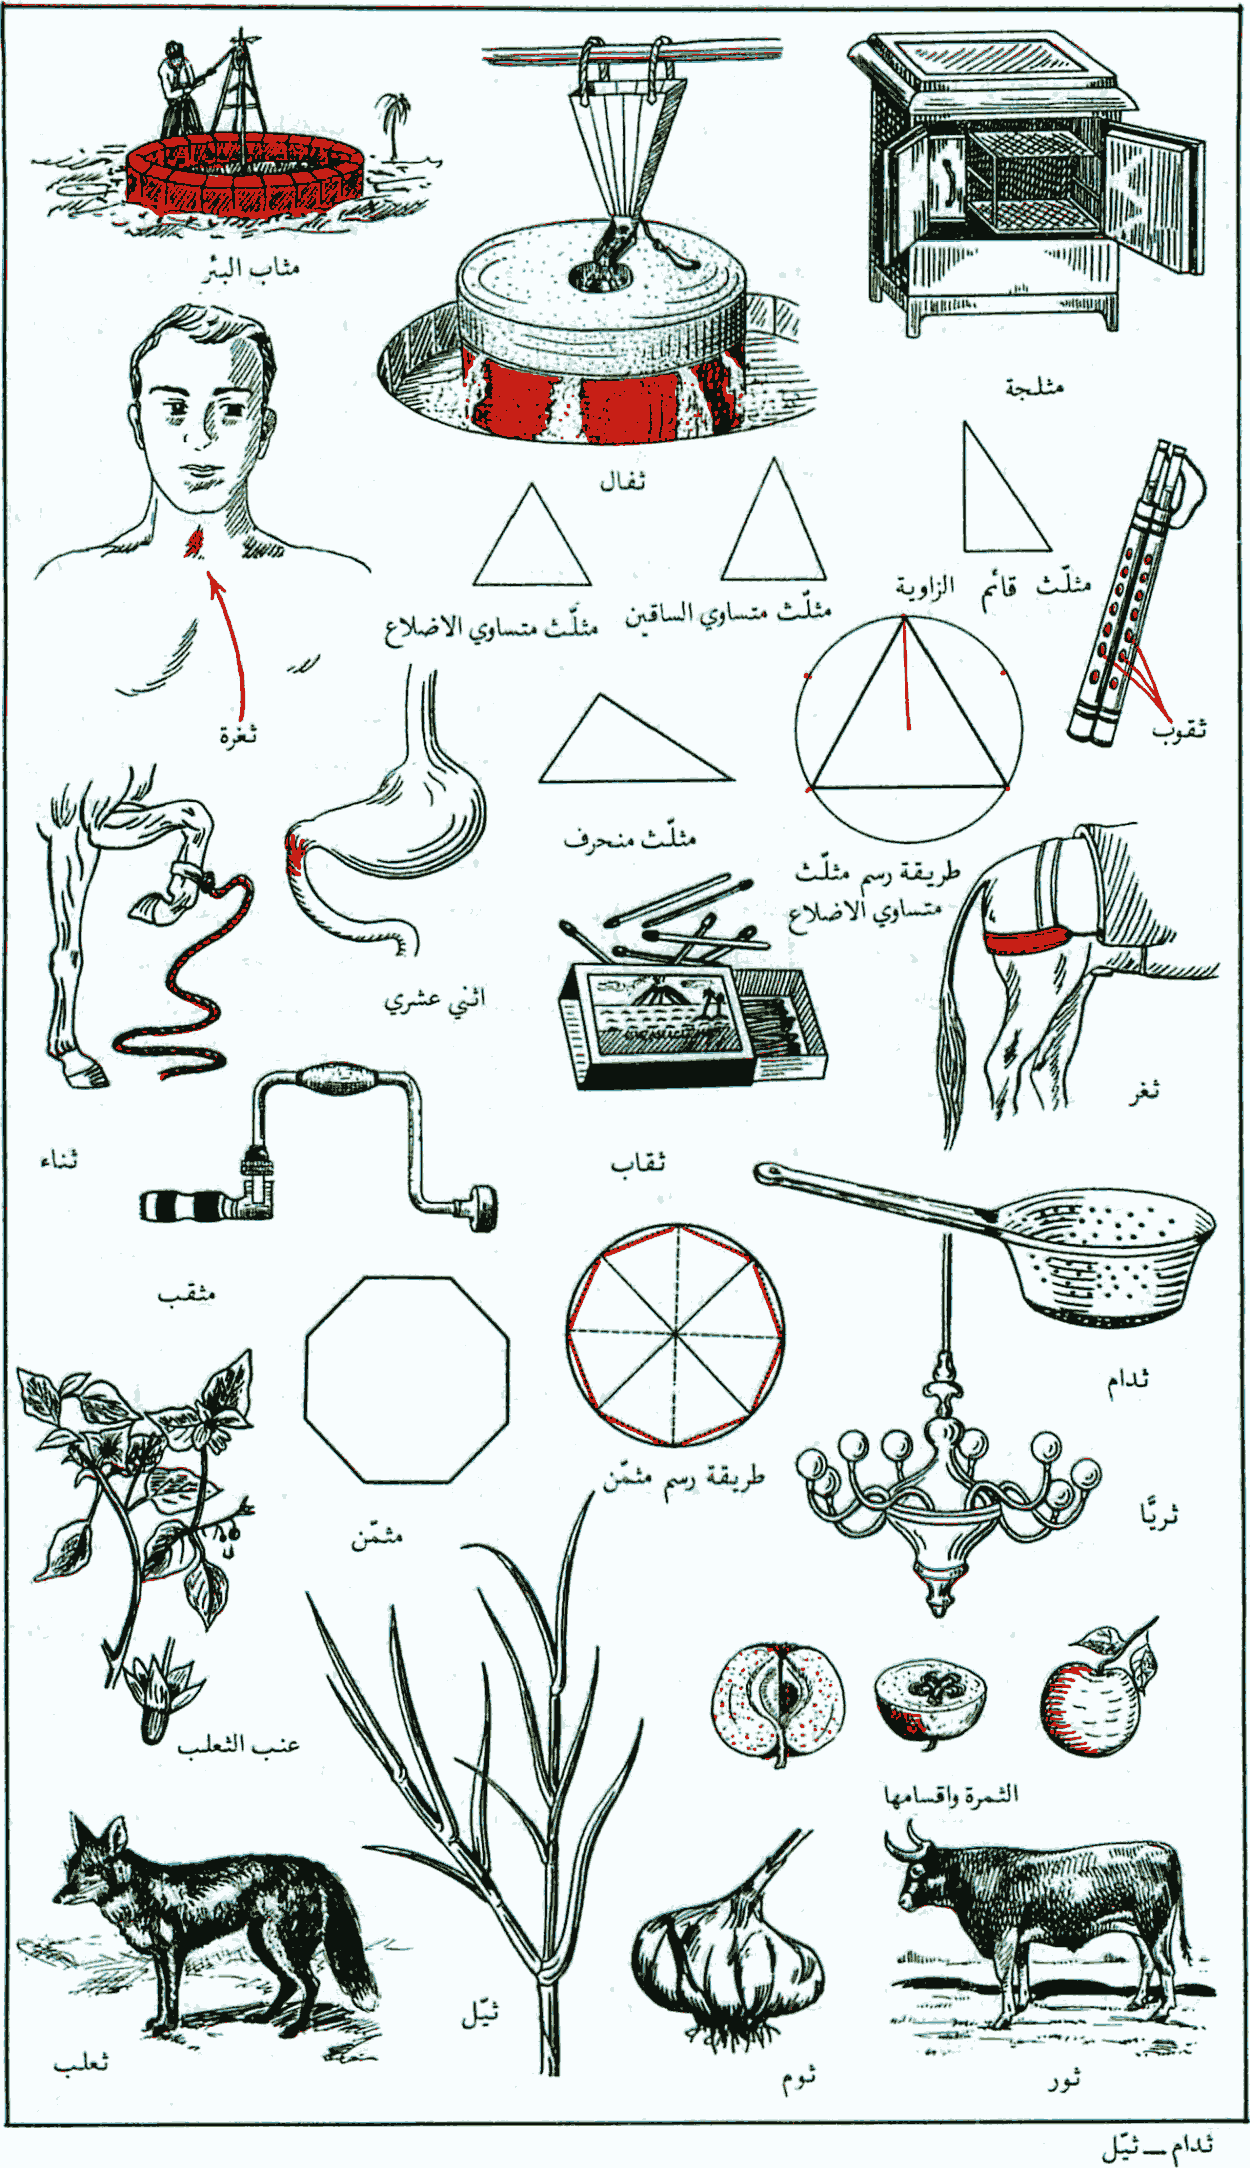 مثاب البئر
مثلجة
ثفال
مثلّث قائم الزاوية
مثلّث متساوي الساقين
مثلّث متساوي الاضلاع
ثغرة
ثقوب
مثلّث منحرف
طريقة رسم مثلّث
متساوي الاضلاع
اثني عشري
ثغر
ثناء
ثقاب
مثقب
ثدام
طريقة رسم مثمّن
ثريَّا
مثمّن
عنب الثعلب
الثمرة واقسامها
ثيّل
ثعلب
ثوم
ثور
ثدام — ثيّل